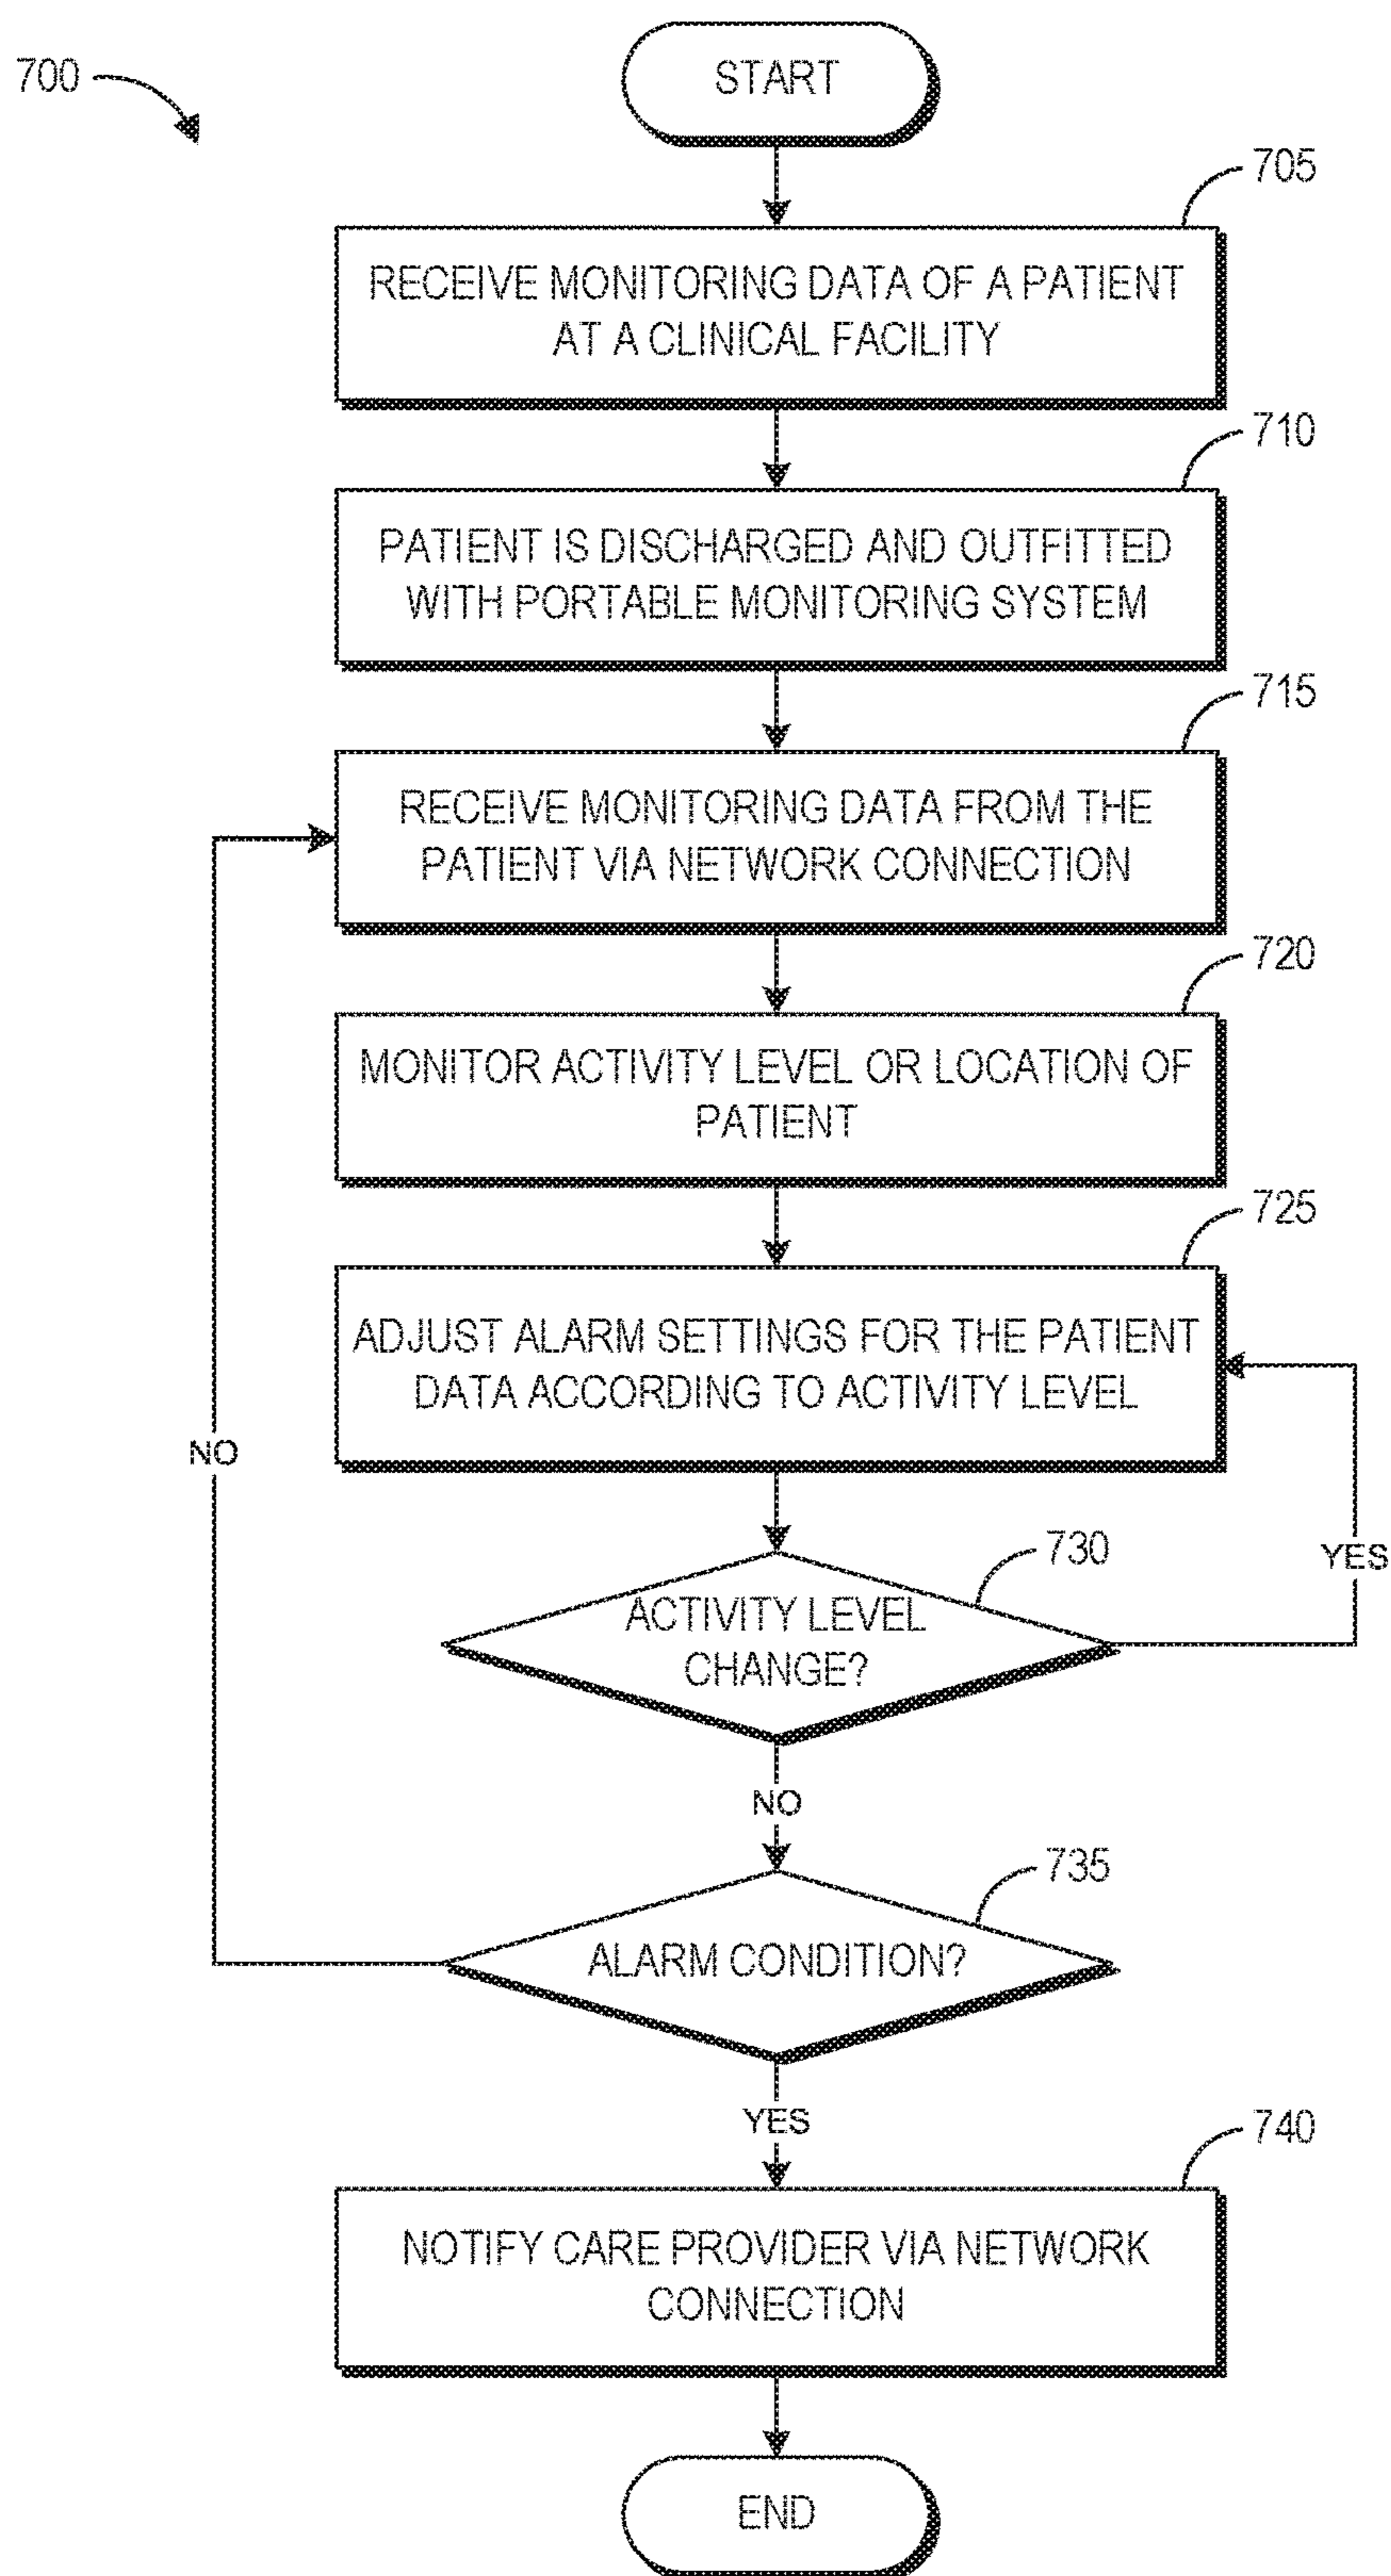 700
START
705
RECEIVE MONITORING DATA OF A PATIENT
AT A CLINICAL FACILITY
710
PATIENT IS DISCHARGED AND OUTFITTED
WITH PORTABLE MONITORING SYSTEM
715
RECEIVE MONITORING DATA FROM THE
PATIENT VIA NETWORK CONNECTION
720
MONITOR ACTIVITY LEVEL OR LOCATION OF
PATIENT
725
ADJUST ALARM SETTINGS FOR THE PATIENT
DATA ACCORDING TO ACTIVITY LEVEL
NO
730
YES
ACTIVITY LEVEL
CHANGE?
NO
735
ALARM CONDITION?
YES
740
NOTIFY CARE PROVIDER VIA NETWORK
CONNECTION
END